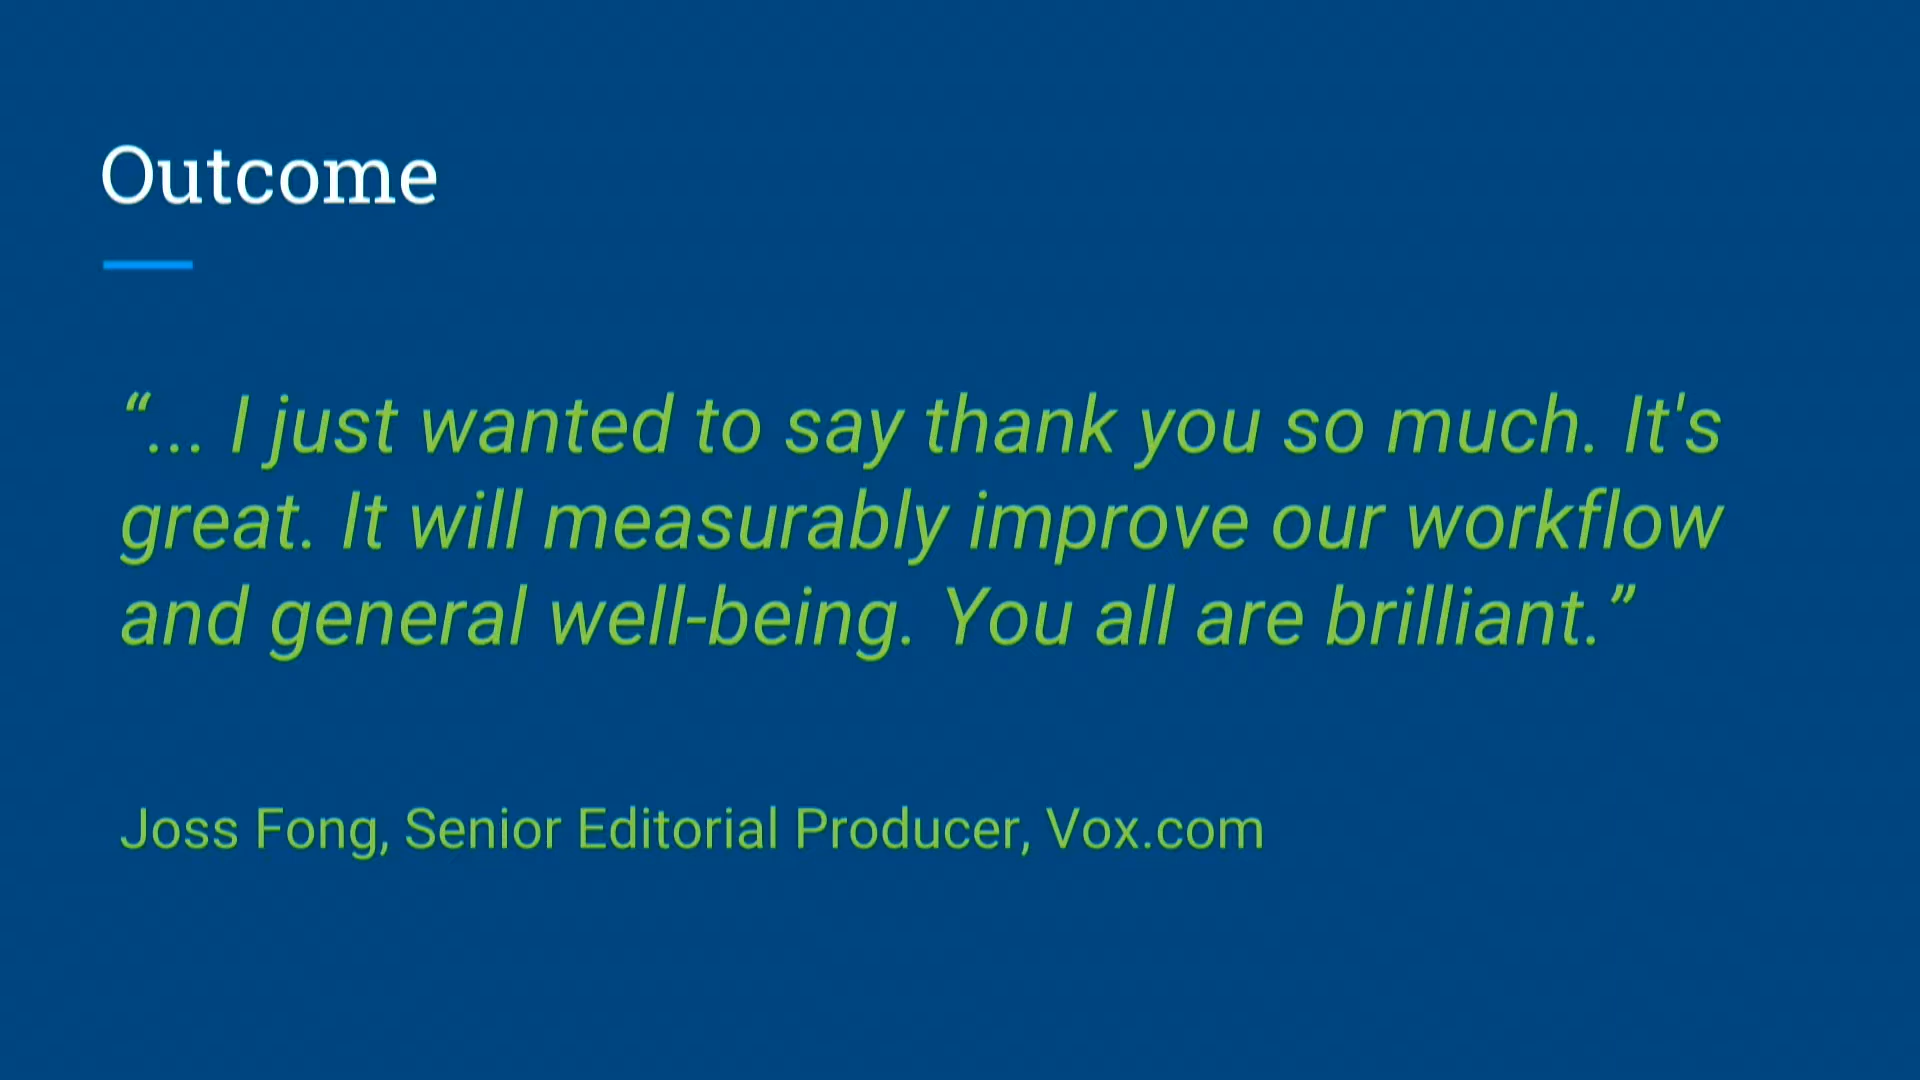 Outcome
“... I just wanted to say thank you so much. It's
great. It will measurably improve our workflow
and general well-being. You all are brilliant.”
Joss Fong, Senior Editorial Producer, Vox.com